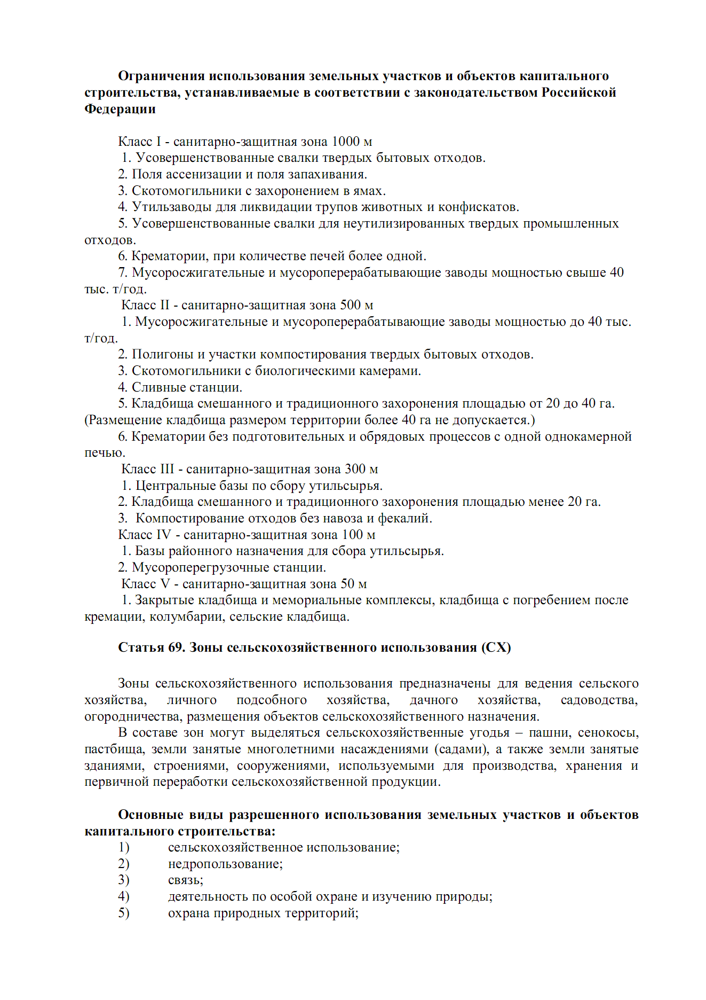 Ограничения использования земельных участков и объектов капитального
строительства, устанавливаемые в соответствии с законодательством Российской
Федерации
Класс I - санитарно-защитная зона 1000 м
1. Усовершенствованные свалки твердых бытовых отходов.
2. Поля ассенизации и поля запахивания.
3. Скотомогильники с захоронением в ямах.
4. Утильзаводы для ликвидации трупов животных и конфискатов.
5. Усовершенствованные свалки для неутилизированных твердых промышленных
отходов.
6. Крематории, при количестве печей более одной.
7. Мусоросжигательные и мусороперерабатывающие заводы мощностью свыше 40
тыс. т/год.
Класс II - санитарно-защитная зона 500 м
1. Мусоросжигательные и мусороперерабатывающие заводы мощностью до 40 тыс.
т/год.
2. Полигоны и участки компостирования твердых бытовых отходов.
3. Скотомогильники с биологическими камерами.
4. Сливные станции.
5. Кладбища смешанного и традиционного захоронения площадью от 20 до 40 га.
(Размещение кладбища размером территории более 40 га не допускается.)
6. Крематории без подготовительных и обрядовых процессов с одной однокамерной
печью.
Класс III - санитарно-защитная зона 300 м
1. Центральные базы по сбору утильсырья.
2. Кладбища смешанного и традиционного захоронения площадью менее 20 га.
3. Компостирование отходов без навоза и фекалий.
Класс IV - санитарно-защитная зона 100 м
1. Базы районного назначения для сбора утильсырья.
2. Мусороперегрузочные станции.
Класс V - санитарно-защитная зона 50 м
1. Закрытые кладбища и мемориальные комплексы, кладбища с погребением после
кремации, колумбарии, сельские кладбища.
Статья 69. Зоны сельскохозяйственного использования (СХ)
Зоны сельскохозяйственного использования предназначены для ведения сельского
хозяйства, личного подсобного хозяйства, дачного хозяйства, садоводства,
огородничества, размещения объектов сельскохозяйственного назначения.
В составе зон могут выделяться сельскохозяйственные угодья – пашни, сенокосы,
пастбища, земли занятые многолетними насаждениями (садами), а также земли занятые
зданиями, строениями, сооружениями, используемыми для производства, хранения и
первичной переработки сельскохозяйственной продукции.
Основные виды разрешенного использования земельных участков и объектов
капитального строительства:
1) сельскохозяйственное использование;
2) недропользование;
3) связь;
4) деятельность по особой охране и изучению природы;
5) охрана природных территорий;